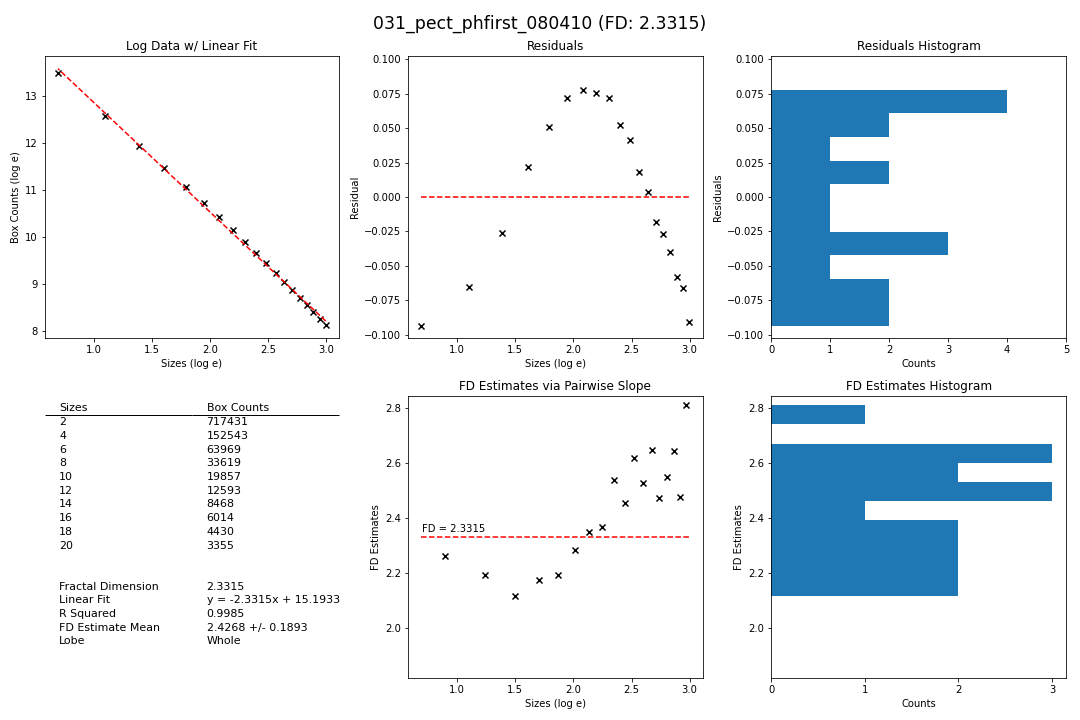 031_pect_phfirst_080410 (FD: 2.3315)
Log Data w/ Linear Fit
Box Counts (log e)
13
12
11
10
9
8
1.0 1.5 2.0 2.5 3.0
Sizes (log e)
Residuals
Residual
0.100
0.075
0.050
0.025
0.000
−0.025
−0.050
−0.075
−0.100
1.0 1.5 2.0 2.5 3.0
Sizes (log e)
Residuals Histogram
Residuals
0.100
0.075
0.050
0.025
0.000
−0.025
−0.050
−0.075
−0.100
0 1 2 3 4 5
Counts
Sizes Box Counts
2 717431
4 152543
6 63969
8 33619
10 19857
12 12593
14 8468
16 6014
18 4430
20 3355
Fractal Dimension 2.3315
Linear Fit y = -2.3315x + 15.1933
R Squared 0.9985
FD Estimate Mean 2.4268 +/- 0.1893
Lobe Whole
FD Estimates via Pairwise Slope
FD Estimates
2.8
2.6
2.4
2.2
2.0
FD = 2.3315
1.0 1.5 2.0 2.5 3.0
Sizes (log e)
FD Estimates Histogram
FD Estimates
2.8
2.6
2.4
2.2
2.0
0 1 2 3
Counts